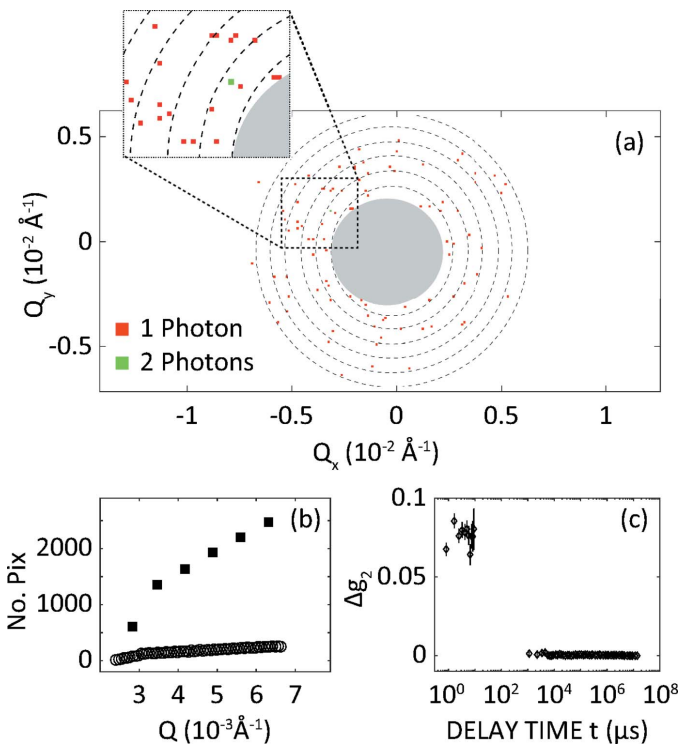 (a)
0.5
0
-0.5
Q_y (10^-2 Å^-1)
1 Photon
2 Photons
-1 -0.5 0 0.5 1
Q_x (10^-2 Å^-1)
(b)
2000
1000
0
No. Pix
3 4 5 6 7
Q (10^-3Å^-1)
(c)
0.1
0.05
0
Δg_2
10^0 10^2 10^4 10^6 10^8
DELAY TIME t (μs)